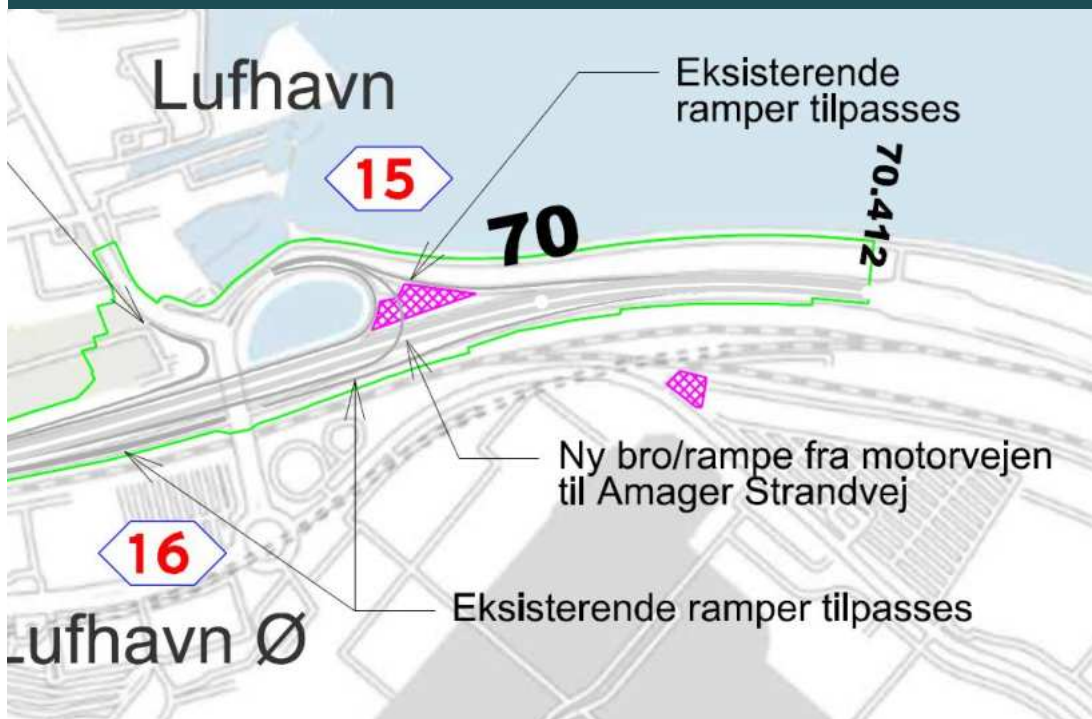 Lufhavn
Eksisterende
ramper tilpasses
15
70
70.412
Ny bro/rampe fra motorvejen
til Amager Strandvej
16
Eksisterende ramper tilpasses
Lufhavn Ø